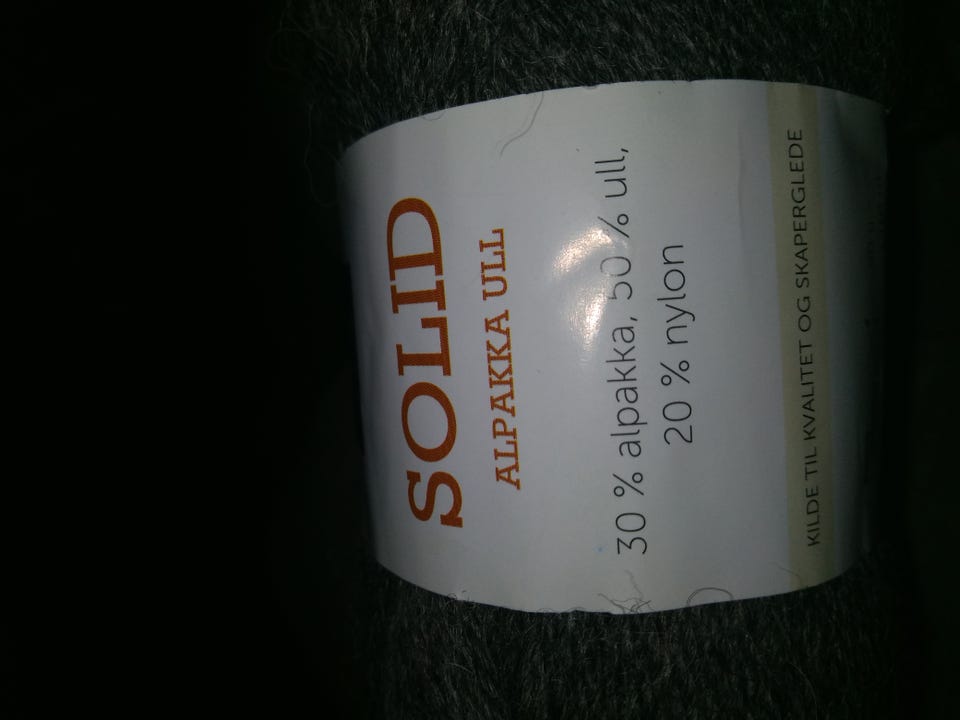 SOLID
ALPAKKA ULL
30 % alpakka, 50 % ull,
20 % nylon
KILDE TIL KVALITET OG SKAPERGLEDE